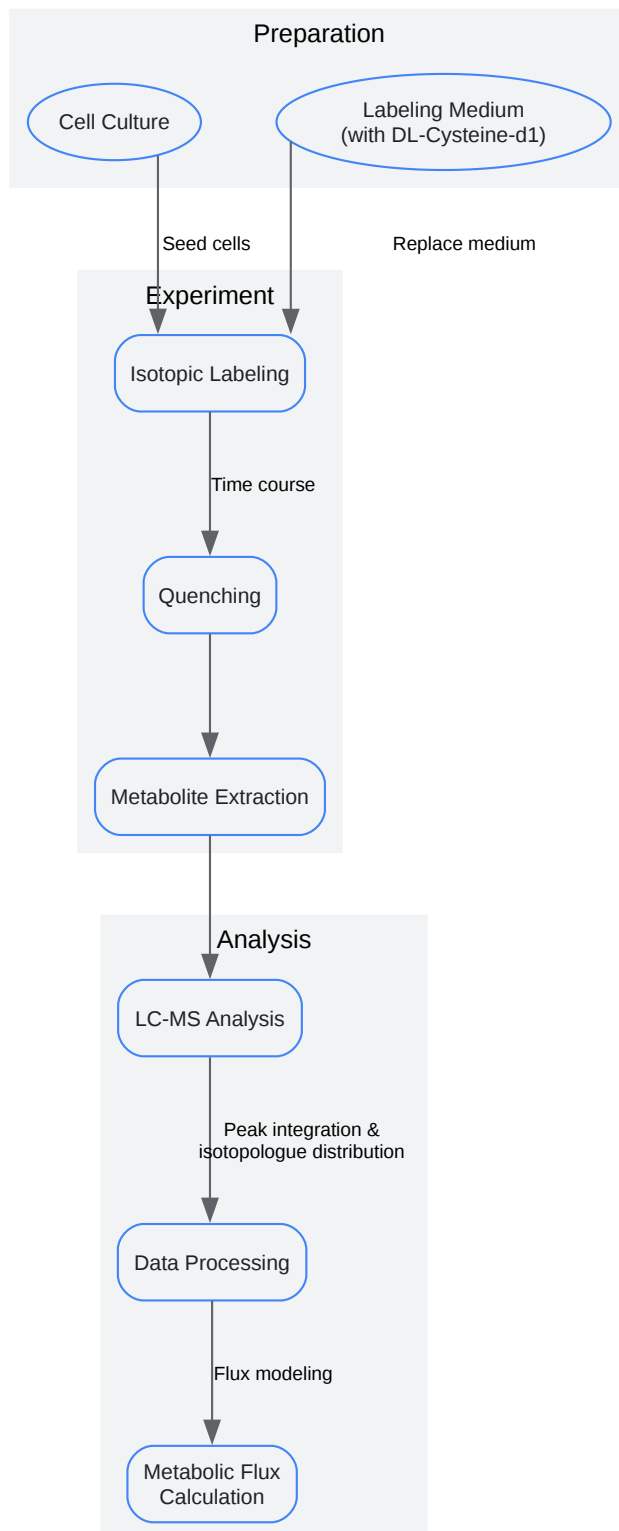 Preparation
Cell Culture
Labeling Medium
(with DL-Cysteine-d1)
Seed cells
Replace medium
Experiment
Isotopic Labeling
Time course
Quenching
Metabolite Extraction
Analysis
LC-MS Analysis
Peak integration &
isotopologue distribution
Data Processing
Flux modeling
Metabolic Flux
Calculation